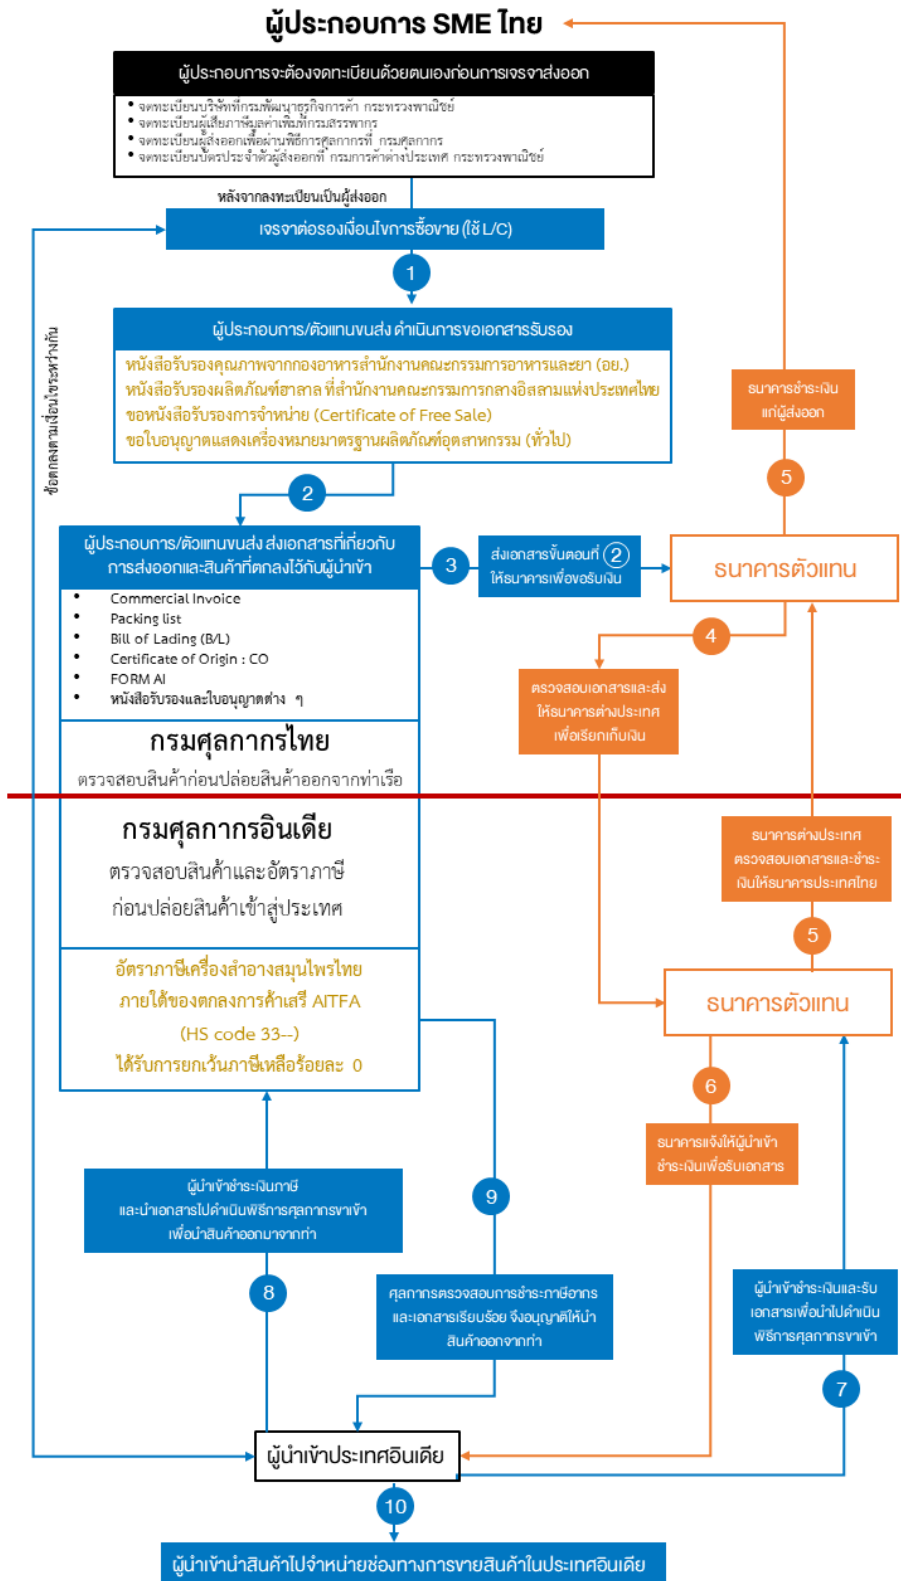 ผู้ประกอบการ SME ไทย
ผู้ประกอบการจะต้องจดทะเบียนด้วยตนเองก่อนการเจรจาส่งออก
• จดทะเบียนบริษัทที่กรมพัฒนาธุรกิจการค้า กระทรวงพาณิชย์
• จดทะเบียนผู้เสียภาษีมูลค่าเพิ่มที่กรมสรรพากร
• จดทะเบียนผู้ส่งออกเพื่อผ่านพิธีการศุลกากรที่ กรมศุลกากร
• จดทะเบียนบัตรประจำตัวผู้ส่งออกที่ กรมการค้าต่างประเทศ กระทรวงพาณิชย์
หลังจากลงทะเบียนเป็นผู้ส่งออก
เจรจาต่อรองเงื่อนไขการซื้อขาย (ใช้ L/C)
1
ข้อตกลงตามเงื่อนไขระหว่างกัน
ผู้ประกอบการ/ตัวแทนขนส่ง ดำเนินการขอเอกสารรับรอง
หนังสือรับรองคุณภาพจากกองอาหารสำนักงานคณะกรรมการอาหารและยา (อย.)
หนังสือรับรองผลิตภัณฑ์ฮาลาล ที่สำนักงานคณะกรรมการกลางอิสลามแห่งประเทศไทย
ขอหนังสือรับรองการจำหน่าย (Certificate of Free Sale)
ขอใบอนุญาตแสดงเครื่องหมายมาตรฐานผลิตภัณฑ์อุตสาหกรรม (ทั่วไป)
ธนาคารชำระเงิน
แก่ผู้ส่งออก
5
2
ผู้ประกอบการ/ตัวแทนขนส่ง ส่งเอกสารที่เกี่ยวกับ
การส่งออกและสินค้าที่ตกลงไว้กับผู้นำเข้า
3
ส่งเอกสารขั้นตอนที่ 2
ให้ธนาคารเพื่อขอรับเงิน
ธนาคารตัวแทน
• Commercial Invoice
• Packing list
• Bill of Lading (B/L)
• Certificate of Origin : CO
• FORM AI
• หนังสือรับรองและใบอนุญาตต่าง ๆ
4
ตรวจสอบเอกสารและส่ง
ให้ธนาคารต่างประเทศ
เพื่อเรียกเก็บเงิน
กรมศุลกากรไทย
ตรวจสอบสินค้าก่อนปล่อยสินค้าออกจากท่าเรือ
กรมศุลกากรอินเดีย
ตรวจสอบสินค้าและอัตราภาษี
ก่อนปล่อยสินค้าเข้าสู่ประเทศ
ธนาคารต่างประเทศ
ตรวจสอบเอกสารและชำระ
เงินให้ธนาคารประเทศไทย
5
อัตราภาษีเครื่องสำอางสมุนไพรไทย
ภายใต้ของตกลงการค้าเสรี AITFA
(HS code 33--)
ได้รับการยกเว้นภาษีเหลือร้อยละ 0
ธนาคารตัวแทน
6
ธนาคารแจ้งให้ผู้นำเข้า
ชำระเงินเพื่อรับเอกสาร
ผู้นำเข้าชำระเงินภาษี
และนำเอกสารไปดำเนินพิธีการศุลกากรขาเข้า
เพื่อนำสินค้าออกมาจากท่า
9
8
ศุลกากรตรวจสอบการชำระภาษีอากร
และเอกสารเรียบร้อย จึงอนุญาติให้นำ
สินค้าออกจากท่า
ผู้นำเข้าชำระเงินและรับ
เอกสารเพื่อนำไปดำเนิน
พิธีการศุลกากรขาเข้า
7
ผู้นำเข้าประเทศอินเดีย
10
ผู้นำเข้านำสินค้าไปจำหน่ายช่องทางการขายสินค้าในประเทศอินเดีย